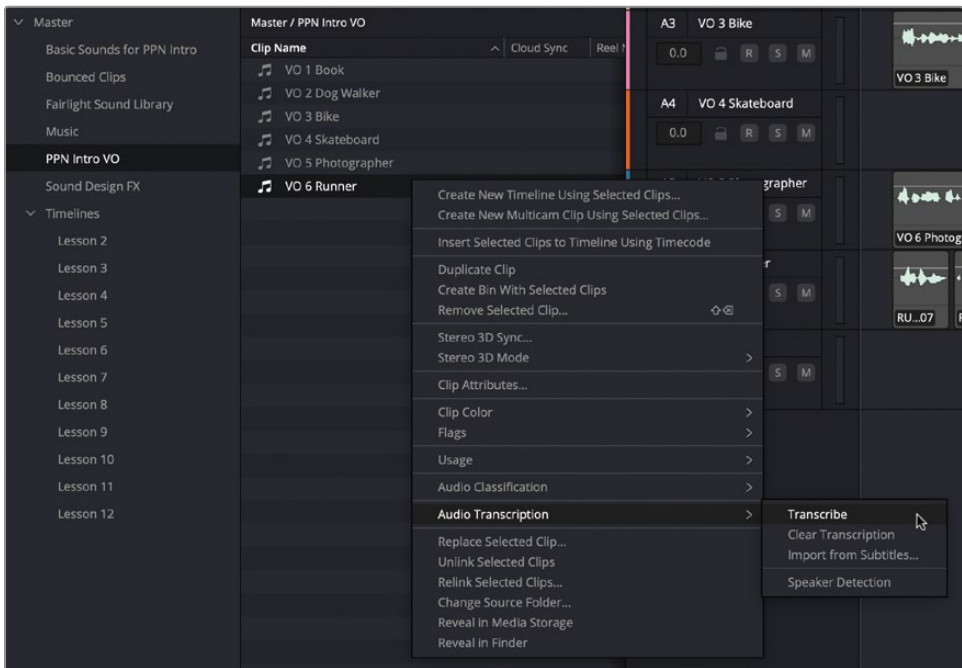 Master
Basic Sounds for PPN Intro
Bounced Clips
Fairlight Sound Library
Music
PPN Intro VO
Sound Design FX
Timelines
Lesson 2
Lesson 3
Lesson 4
Lesson 5
Lesson 6
Lesson 7
Lesson 8
Lesson 9
Lesson 10
Lesson 11
Lesson 12
Master / PPN Intro VO
Clip Name Cloud Sync Reel
VO 1 Book
VO 2 Dog Walker
VO 3 Bike
VO 4 Skateboard
VO 5 Photographer
VO 6 Runner
Create New Timeline Using Selected Clips...
Create New Multicam Clip Using Selected Clips...
Insert Selected Clips to Timeline Using Timecode
Duplicate Clip
Create Bin With Selected Clips
Remove Selected Clip...
Stereo 3D Sync...
Stereo 3D Mode
Clip Attributes...
Clip Color
Flags
Usage
Audio Classification
Audio Transcription
Replace Selected Clip...
Unlink Selected Clips
Relink Selected Clips...
Change Source Folder...
Reveal in Media Storage
Reveal in Finder
Transcribe
Clear Transcription
Import from Subtitles...
Speaker Detection
A3 VO 3 Bike
0.0 R S M
A4 VO 4 Skateboard
0.0 R S M
grapher
S M
r
S M
S M
VO 3 Bike
VO 6 Photog
RU...07